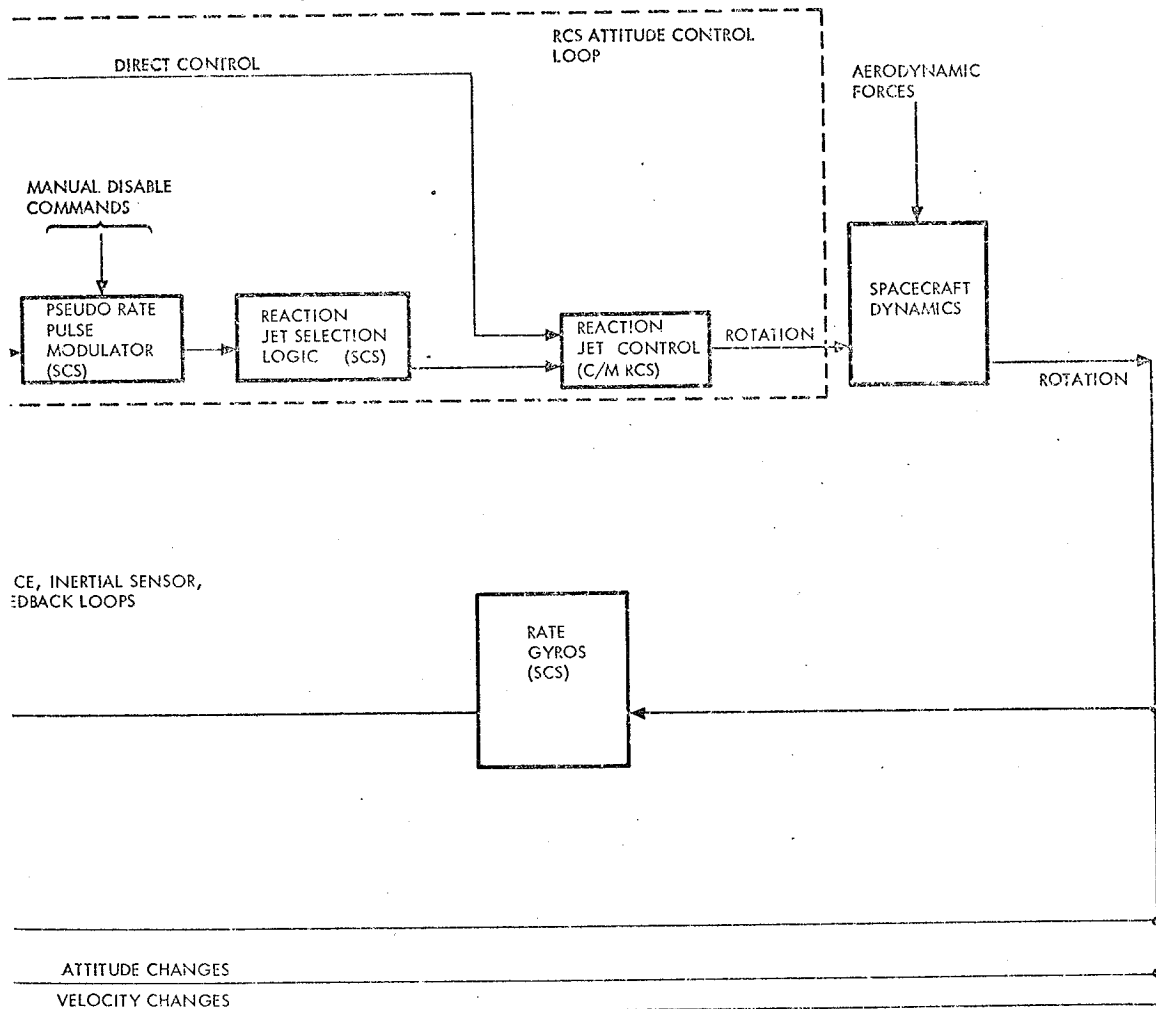 RCS ATTITUDE CONTROL
LOOP
DIRECT CONTROL
AERODYNAMIC
FORCES
MANUAL DISABLE
COMMANDS
PSEUDO RATE
PULSE
MODULATOR
(SCS)
REACTION
JET SELECTION
LOGIC (SCS)
REACTION
JET CONTROL
(C/M RCS)
ROTATION
SPACECRAFT
DYNAMICS
ROTATION
CE, INERTIAL SENSOR,
EDBACK LOOPS
RATE
GYROS
(SCS)
ATTITUDE CHANGES
VELOCITY CHANGES